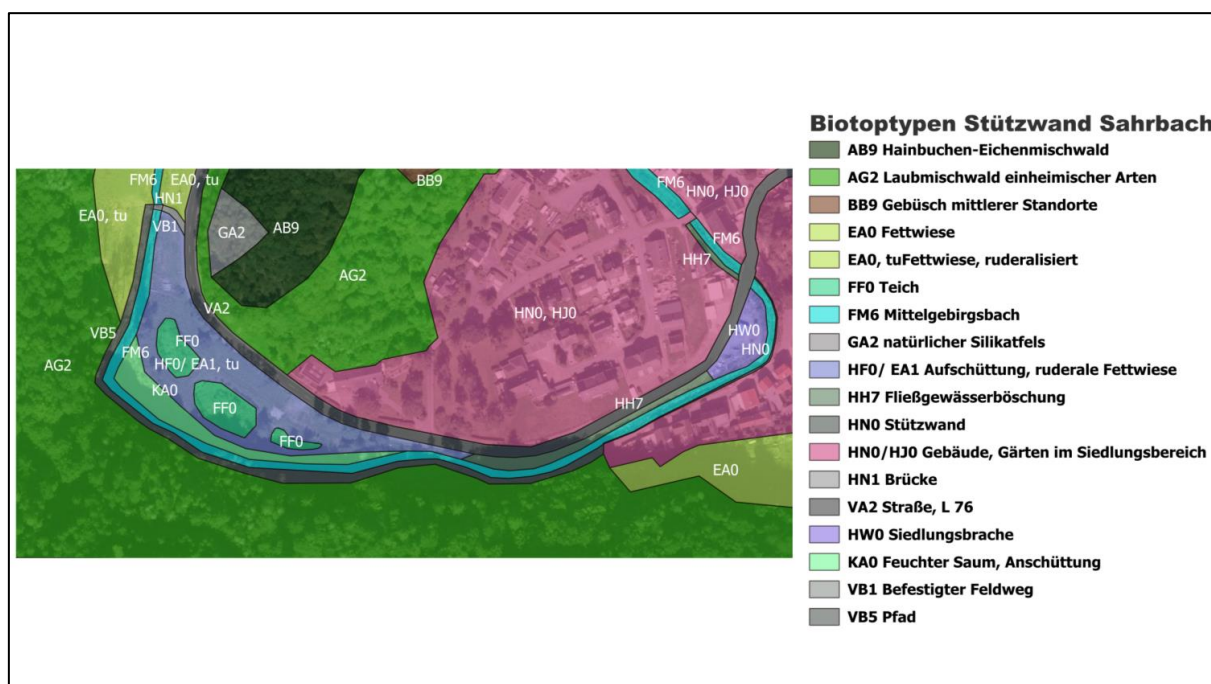 Biotoptypen Stützwand Sahrbach
AB9 Hainbuchen-Eichenmischwald
AG2 Laubmischwald einheimischer Arten
BB9 Gebüsch mittlerer Standorte
EA0 Fettwiese
EA0, tuFettwiese, ruderalisiert
FF0 Teich
FM6 Mittelgebirgsbach
GA2 natürlicher Silikatfels
HF0/ EA1 Aufschüttung, ruderale Fettwiese
HH7 Fließgewässerböschung
HN0 Stützwand
HN0/HJ0 Gebäude, Gärten im Siedlungsbereich
HN1 Brücke
VA2 Straße, L 76
HW0 Siedlungsbrache
KA0 Feuchter Saum, Anschüttung
VB1 Befestigter Feldweg
VB5 Pfad
FM6
EA0, tu
BB9
FM6
HN0, HJ0
HN1
EA0, tu
VB1
GA2
AB9
FM6
HH7
AG2
VA2
HN0, HJ0
VB5
FF0
HW0
FM6
HN0
AG2
HF0/ EA1, tu
KA0
FF0
HH7
FF0
EA0